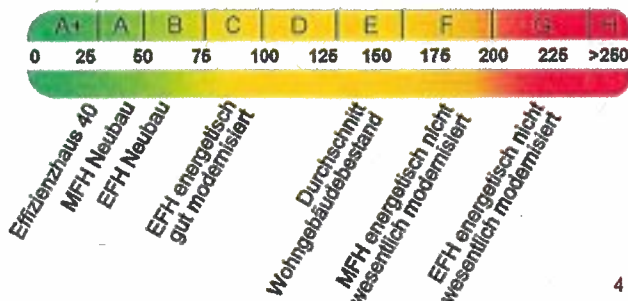 A+ A B C D E F G H
0 25 50 75 100 125 150 175 200 225 >250
Effizienzhaus 40
MFH Neubau
EFH Neubau
EFH energetisch
gut modernisiert
Durchschnitt
Wohngebäudebestand
MFH energetisch nicht
wesentlich modernisiert
EFH energetisch nicht
wesentlich modernisiert
4